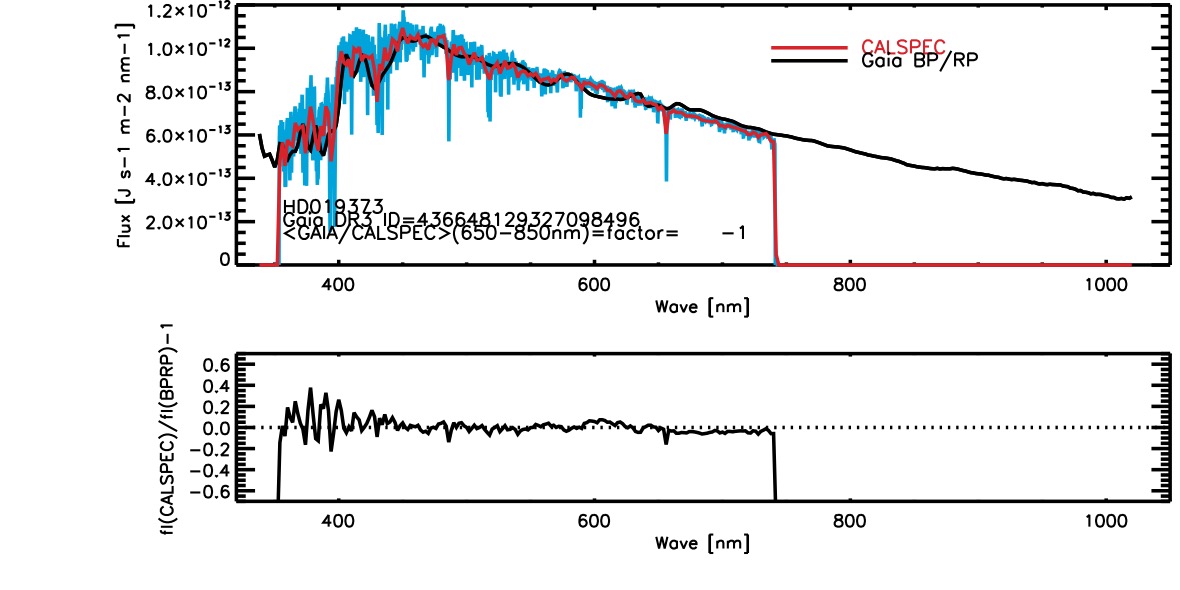 1.2×10−12
1.0×10−12
8.0×10−13
6.0×10−13
4.0×10−13
2.0×10−13
0
Flux [J s−1 m−2 nm−1]
CALSPEC
Gaia BP/RP
HD019373
Gaia DR3 ID=436648129327098496
<GAIA/CALSPEC>(650−850nm)=factor= −1
400 600 800 1000
Wave [nm]
fl(CALSPEC)/fl(BPRP)−1
0.6
0.4
0.2
0.0
−0.2
−0.4
−0.6
400 600 800 1000
Wave [nm]